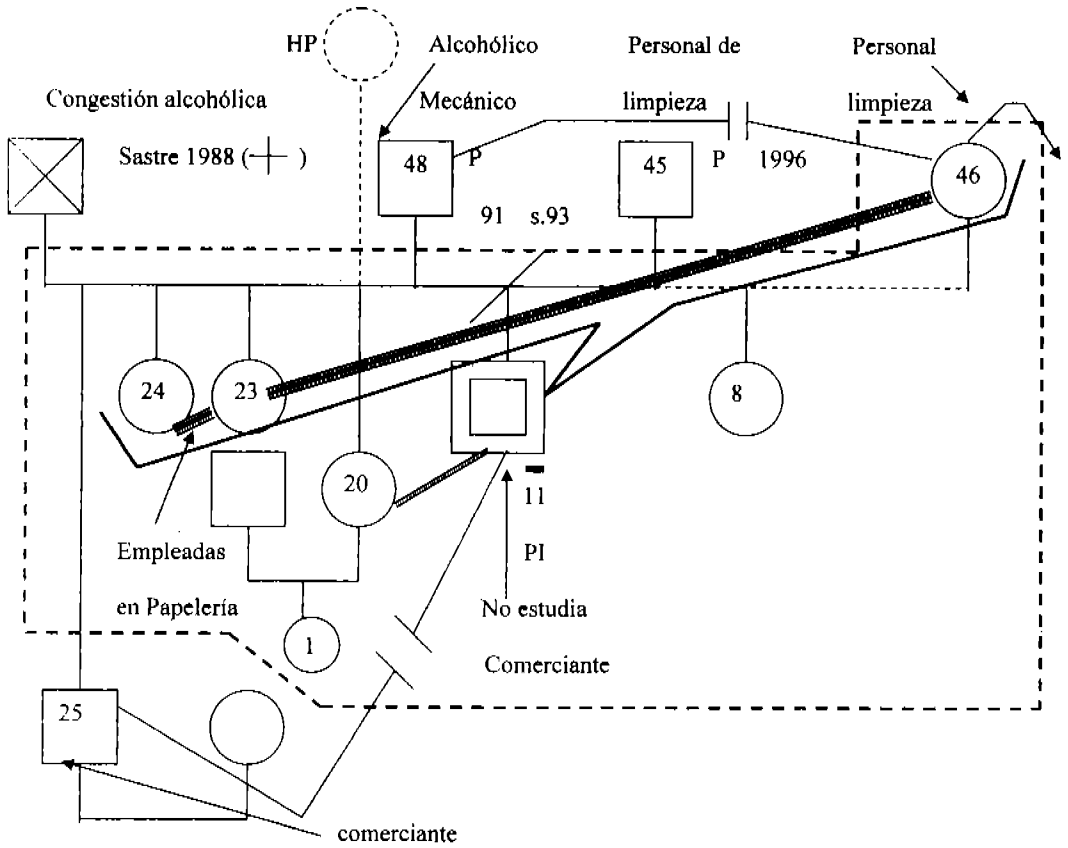 HP
Alcohólico
Personal de
Personal
Congestión alcohólica
Mecánico
limpieza
limpieza
Sastre 1988 ( )
48
P
45
P
1996
46
91 s.93
24
23
8
20
11
Empleadas
PI
en Papelería
No estudia
1
Comerciante
25
comerciante